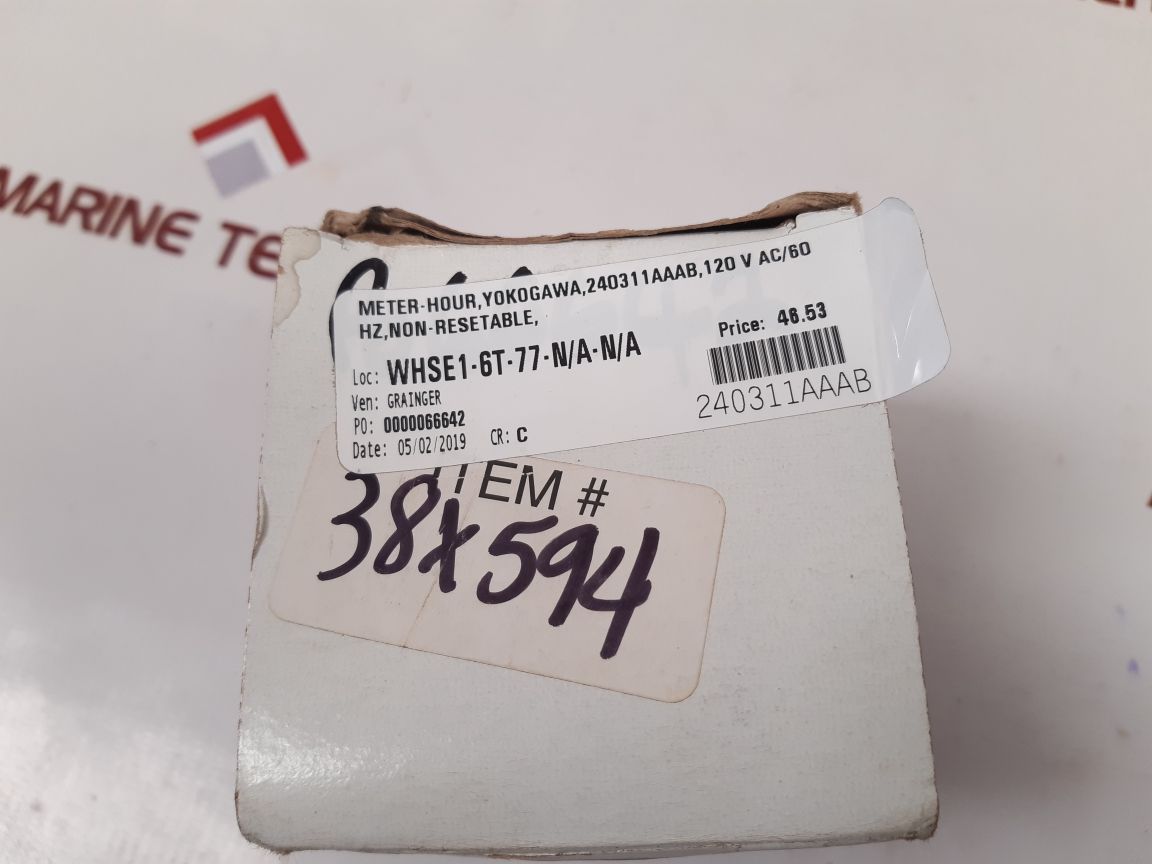 MARINE TE
METER-HOUR,YOKOGAWA,240311AAAB,120 V AC/60
HZ,NON-RESETABLE,
Price: 46.53
Loc: WHSE1-6T-77-N/A-N/A
Ven: GRAINGER
240311AAAB
PO: 0000066642
Date: 05/02/2019 CR: C
ITEM #
38X594